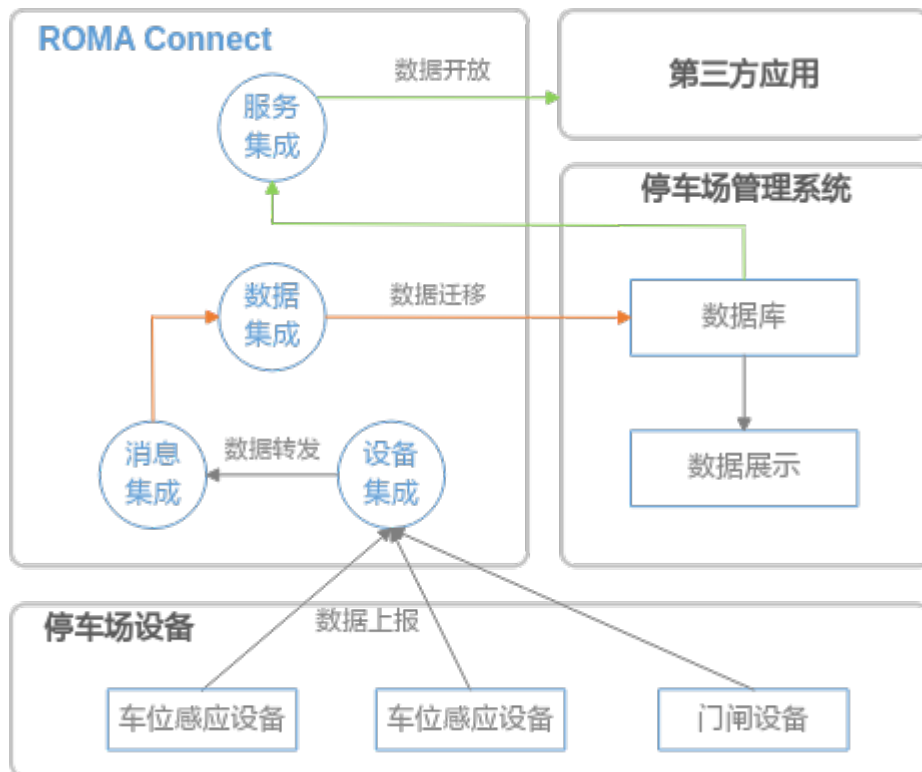 ROMA Connect
服务
集成
数据开放
第三方应用
停车场管理系统
数据
集成
数据迁移
数据库
消息
集成
数据转发
设备
集成
数据展示
停车场设备
数据上报
车位感应设备
车位感应设备
门闸设备